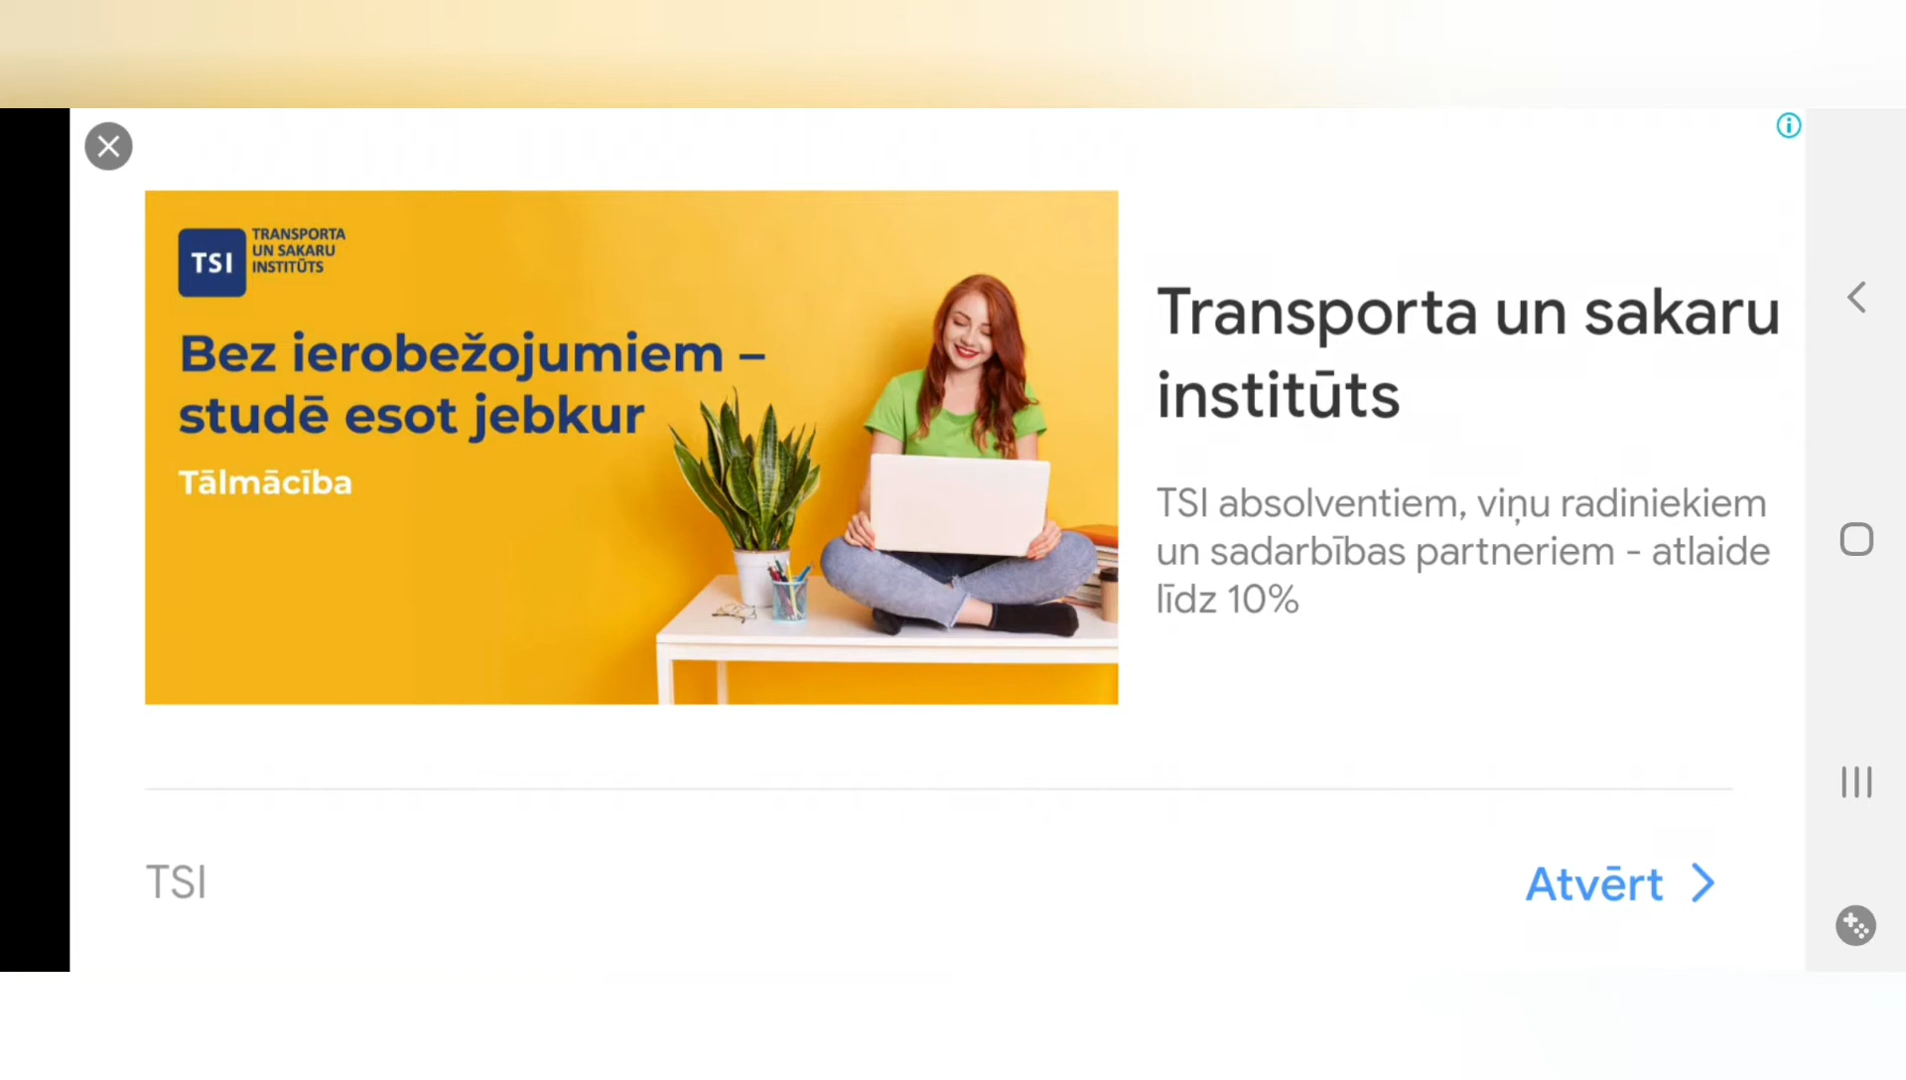 TSI
TRANSPORTA
UN SAKARU
INSTITŪTS
Bez ierobežojumiem –
studē esot jebkur
Tālmācība
Transporta un sakaru
institūts
TSI absolventiem, viņu radiniekiem
un sadarbības partneriem - atlaide
līdz 10%
TSI
Atvērt